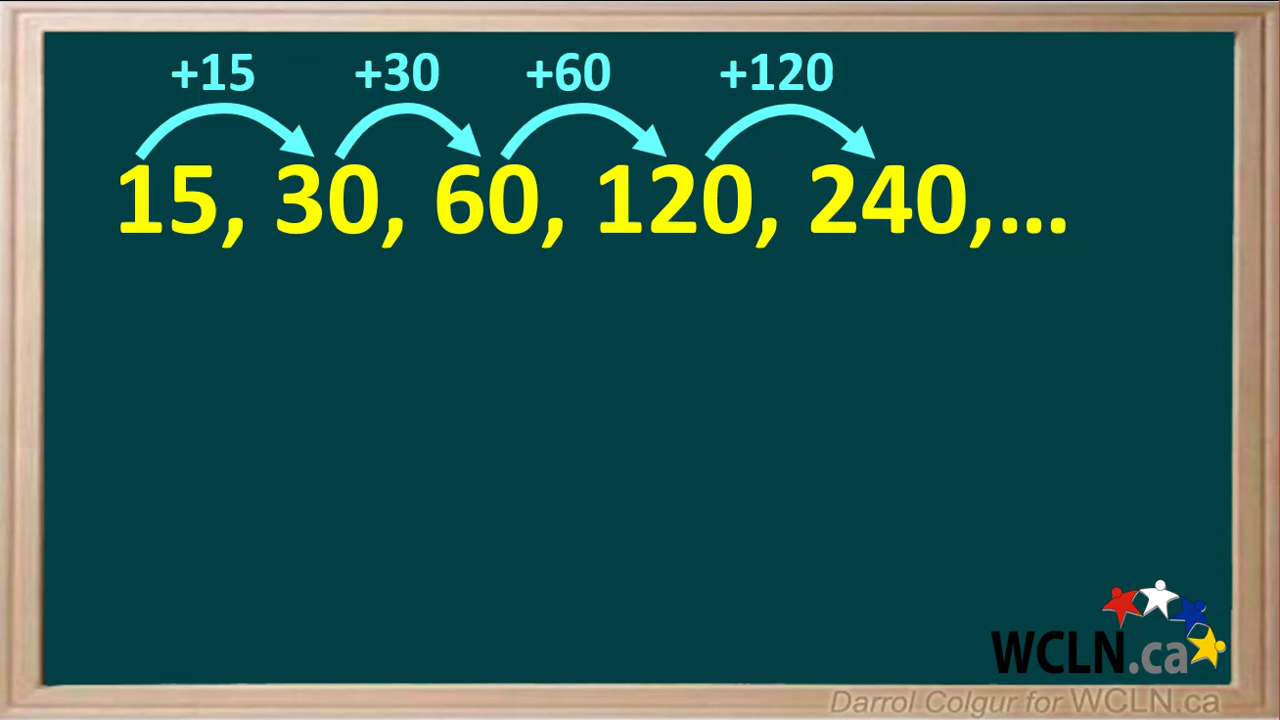 +15 +30 +60 +120
15, 30, 60, 120, 240,...
WCLN.ca
Darrol Colgur for WCLN.ca